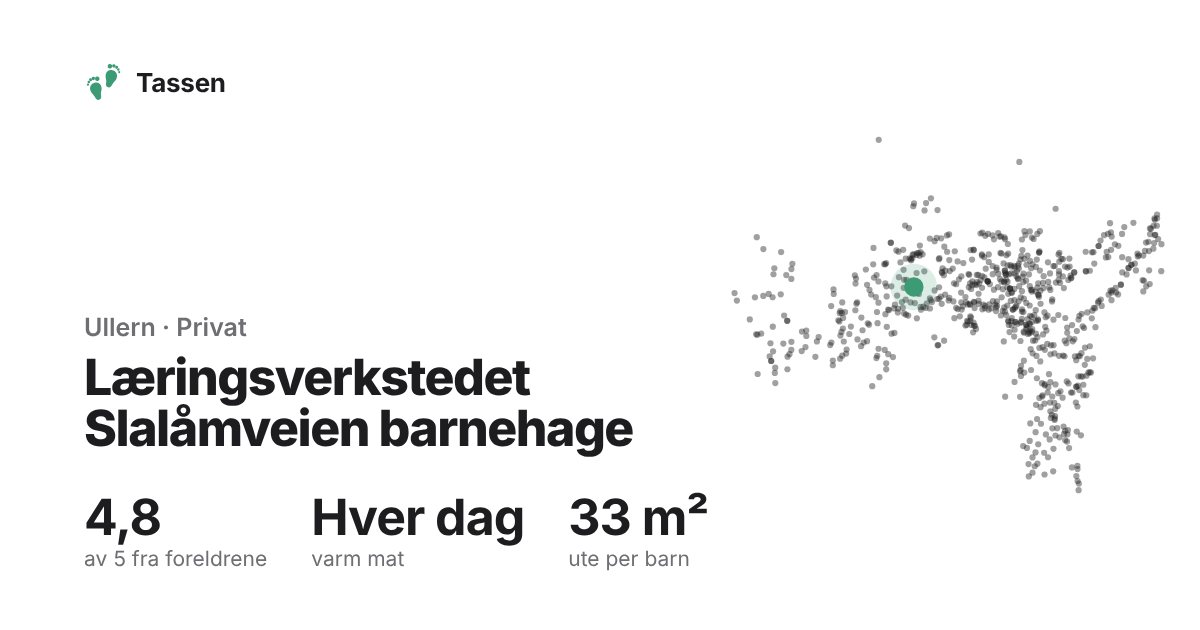 Tassen
Ullern · Privat
Læringsverkstedet
Slalåmveien barnehage
4,8
av 5 fra foreldrene
Hver dag
varm mat
33 m²
ute per barn